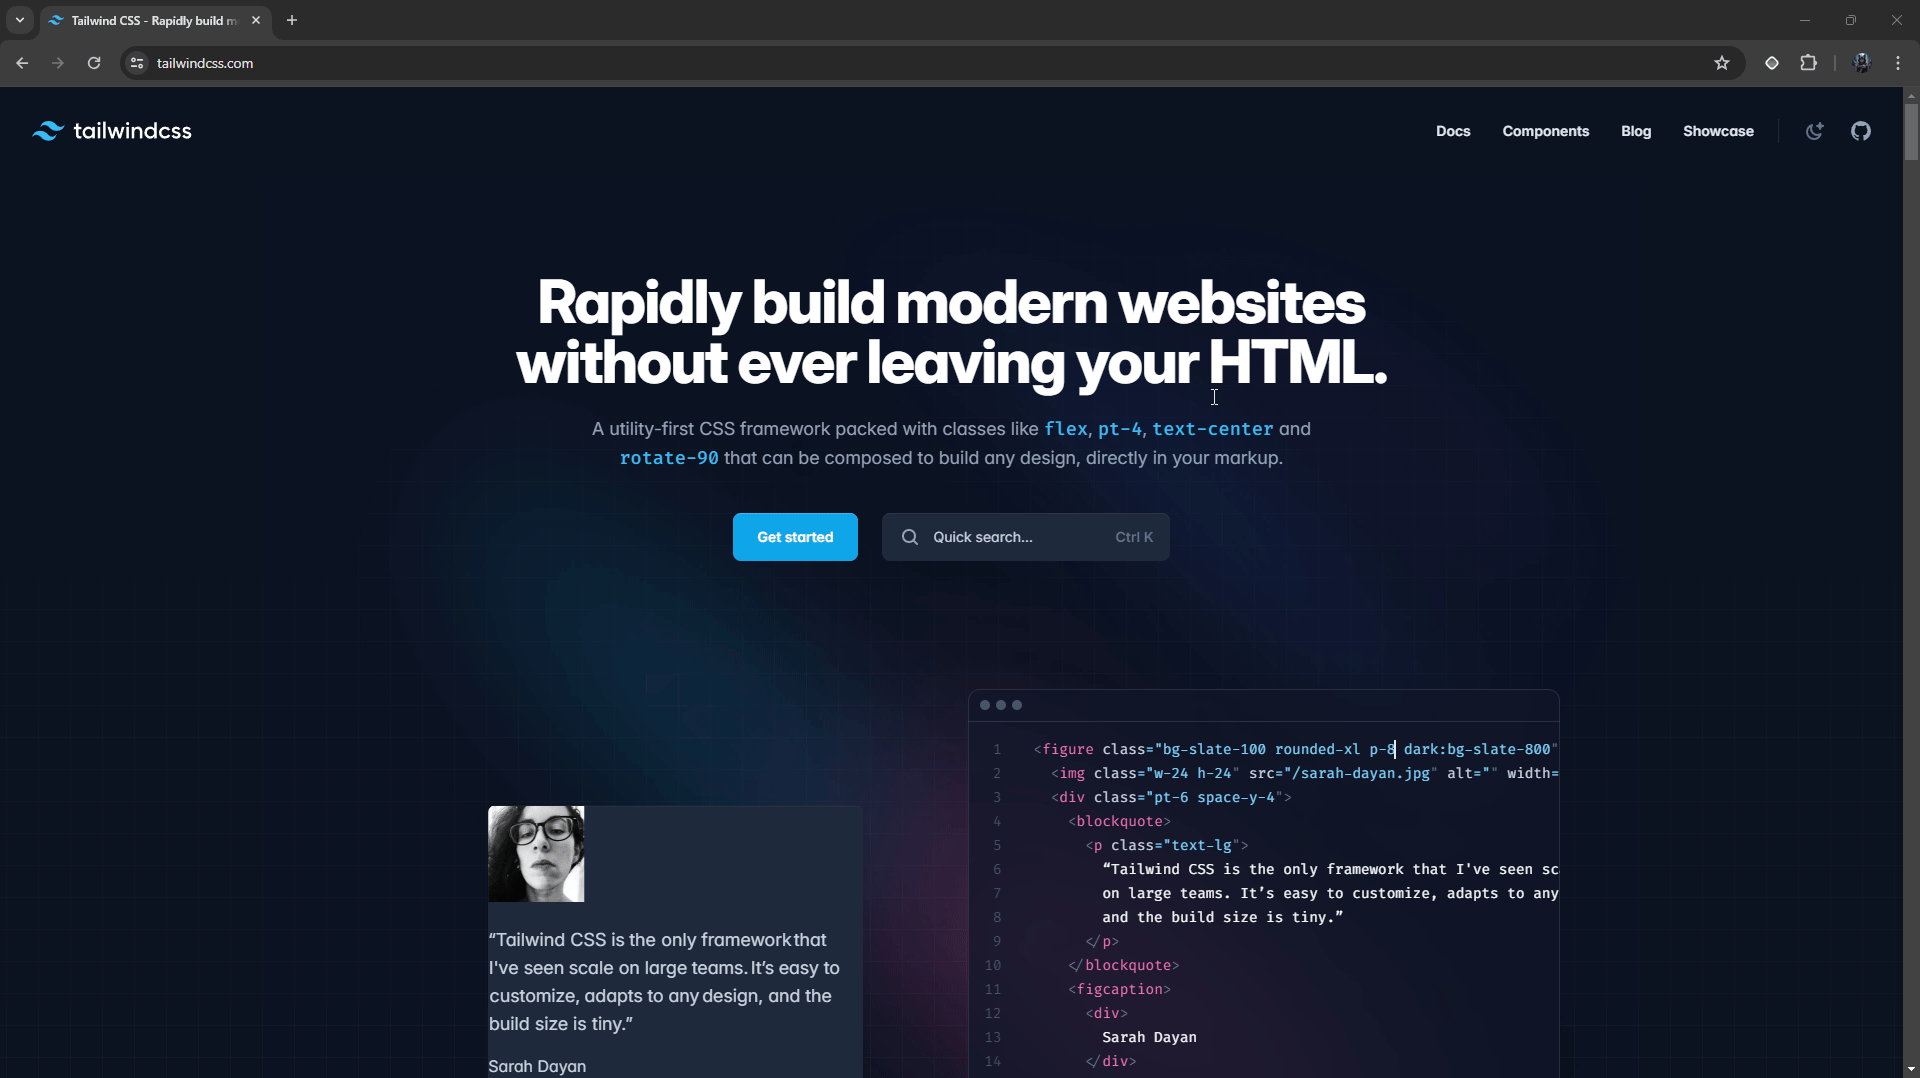 Tailwind CSS - Rapidly build m
tailwindcss.com
tailwindcss
Docs
Components
Blog
Showcase
Rapidly build modern websites
without ever leaving your HTML.
A utility-first CSS framework packed with classes like flex, pt-4, text-center and
rotate-90 that can be composed to build any design, directly in your markup.
Get started
Quick search...
Ctrl K
“Tailwind CSS is the only framework that
I've seen scale on large teams. It’s easy to
customize, adapts to any design, and the
build size is tiny.”
Sarah Dayan
1 <figure class="bg-slate-100 rounded-xl p-8 dark:bg-slate-800"
2 <img class="w-24 h-24" src="/sarah-dayan.jpg" alt="" width=
3 <div class="pt-6 space-y-4">
4 <blockquote>
5 <p class="text-lg">
6 “Tailwind CSS is the only framework that I've seen sc
7 on large teams. It’s easy to customize, adapts to any
8 and the build size is tiny.”
9 </p>
10 </blockquote>
11 <figcaption>
12 <div>
13 Sarah Dayan
14 </div>